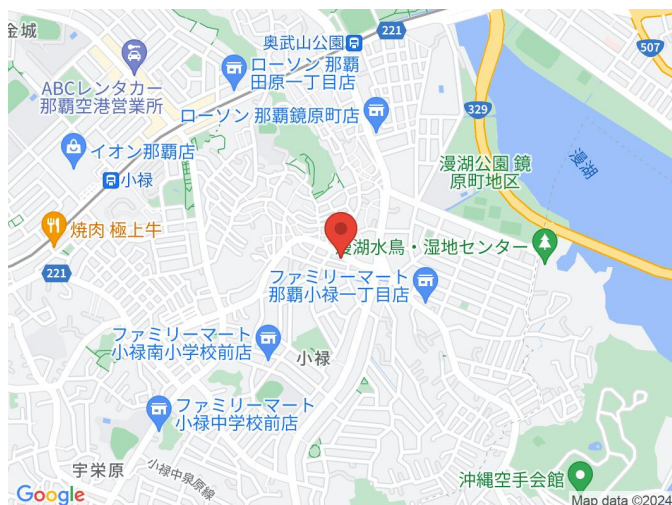 金城
奥武山公園
221
507
ローソン 那覇
田原一丁目店
ABCレンタカー
那覇空港営業所
ローソン 那覇鏡原町店
329
イオン那覇店
小禄
漫湖公園 鏡
原町地区
漫湖
焼肉 極上牛
漫湖水鳥・湿地センター
221
ファミリーマート
那覇小禄一丁目店
ファミリーマート
小禄南小学校前店
小禄
ファミリーマート
小禄中学校前店
宇栄原
小禄中泉原線
沖縄空手会館
Google
Map data ©2024